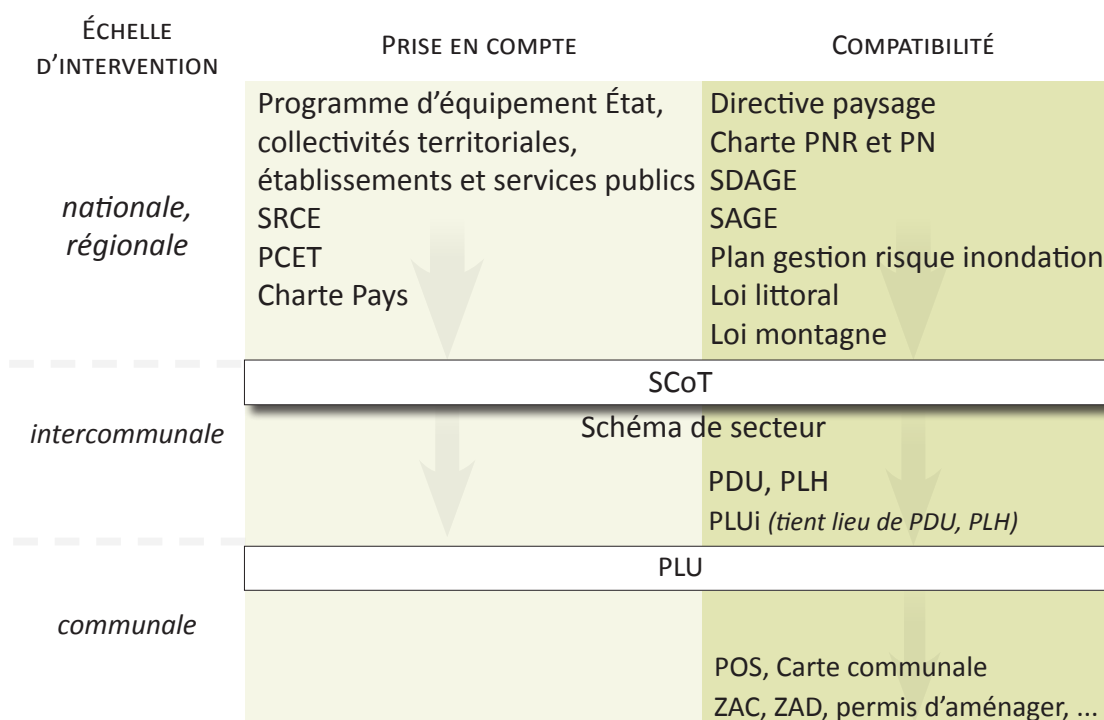 ÉCHELLE
D'INTERVENTION
PRISE EN COMPTE
COMPATIBILITÉ
nationale,
régionale
Programme d'équipement État,
collectivités territoriales,
établissements et services publics
SRCE
PCET
Charte Pays
Directive paysage
Charte PNR et PN
SDAGE
SAGE
Plan gestion risque inondation
Loi littoral
Loi montagne
SCoT
intercommunale
Schéma de secteur
PDU, PLH
PLUi (tient lieu de PDU, PLH)
PLU
communale
POS, Carte communale
ZAC, ZAD, permis d'aménager, ...